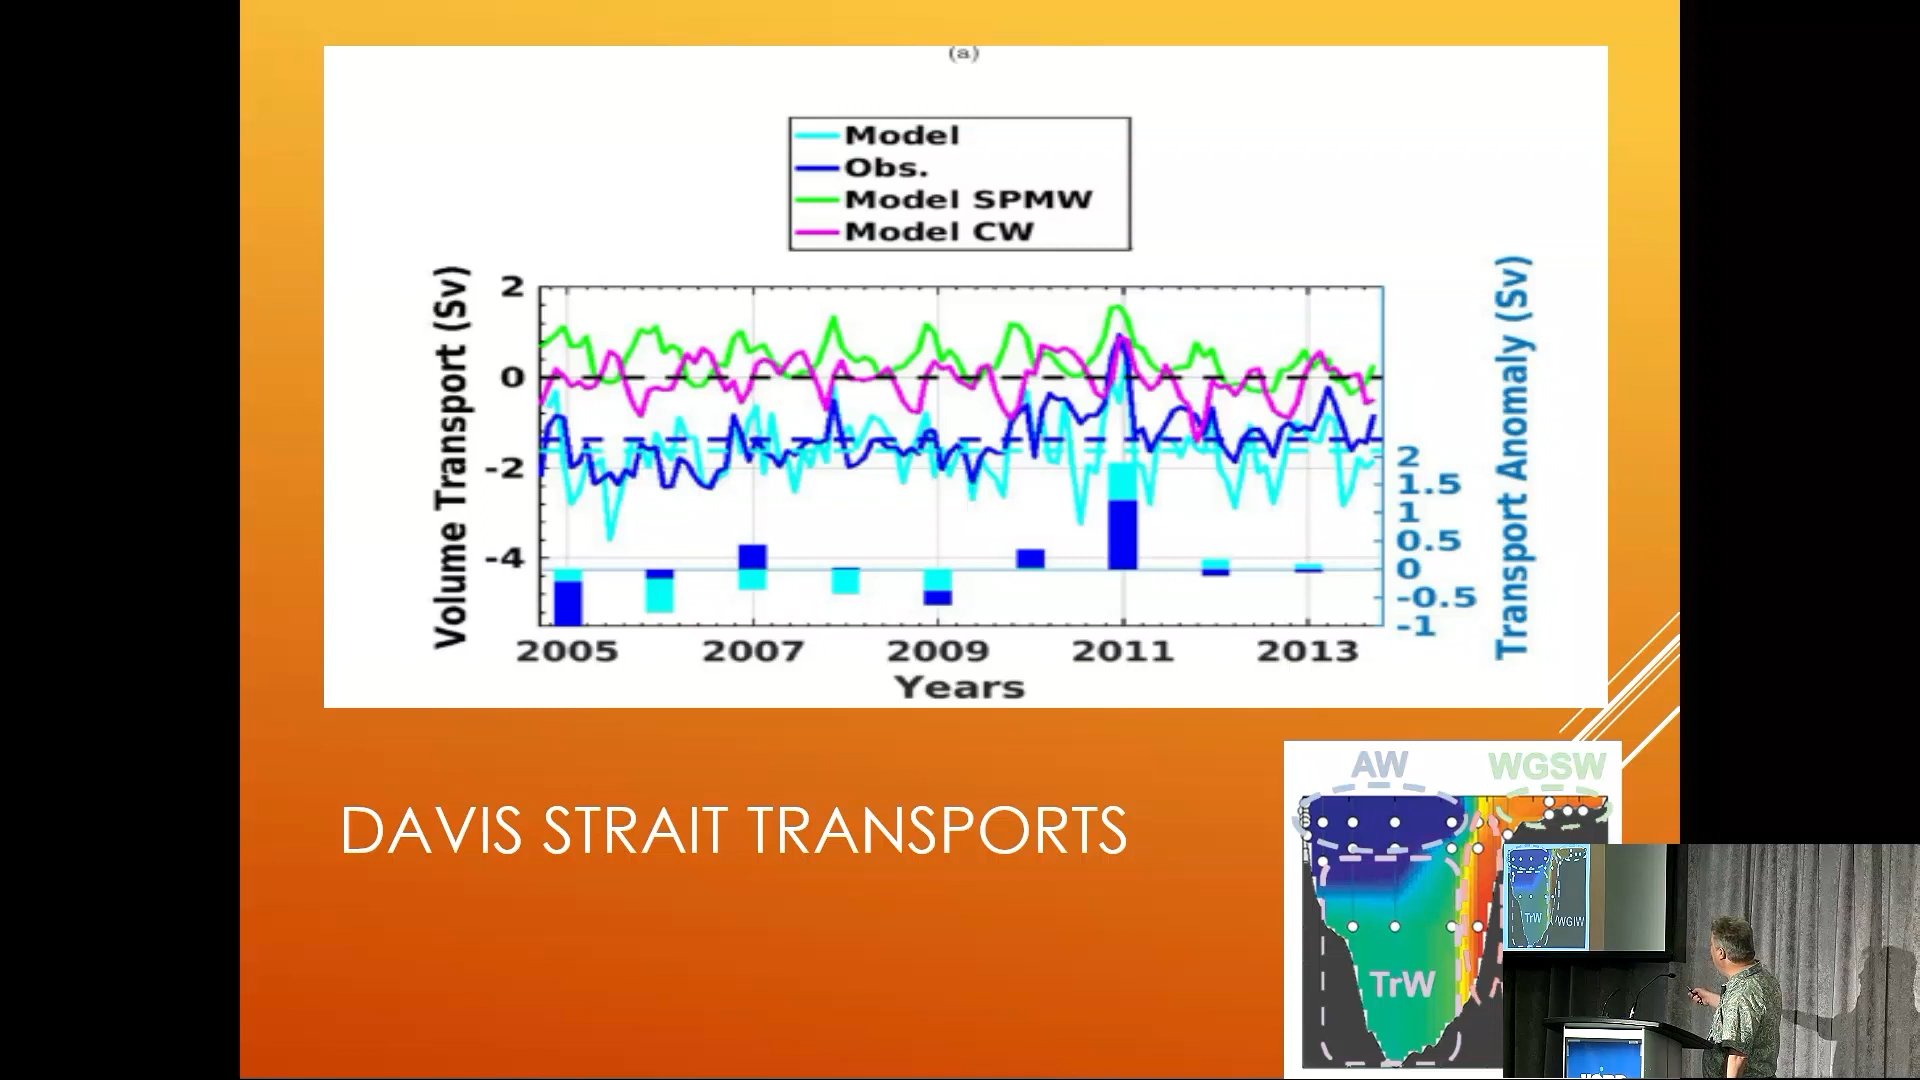 (a)
Model
Obs.
Model SPMW
Model CW
Volume Transport (Sv)
2
0
-2
-4
2
1.5
1
0.5
0
-0.5
-1
Transport Anomaly (Sv)
2005 2007 2009 2011 2013
Years
DAVIS STRAIT TRANSPORTS
AW WGSW
TrW
TrW WGIW